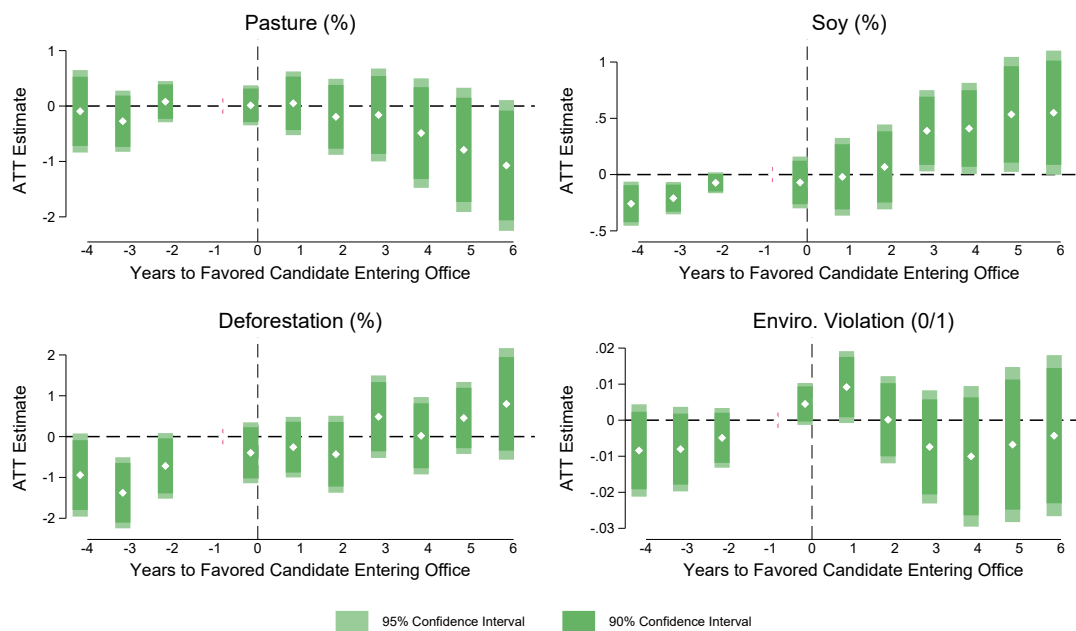 Pasture (%)
ATT Estimate
1
0
-1
-2
-4 -3 -2 -1 0 1 2 3 4 5 6
Years to Favored Candidate Entering Office
Soy (%)
ATT Estimate
1
.5
0
-.5
-4 -3 -2 -1 0 1 2 3 4 5 6
Years to Favored Candidate Entering Office
Deforestation (%)
ATT Estimate
2
1
0
-1
-2
-4 -3 -2 -1 0 1 2 3 4 5 6
Years to Favored Candidate Entering Office
Enviro. Violation (0/1)
ATT Estimate
.02
.01
0
-.01
-.02
-.03
-4 -3 -2 -1 0 1 2 3 4 5 6
Years to Favored Candidate Entering Office
95% Confidence Interval
90% Confidence Interval